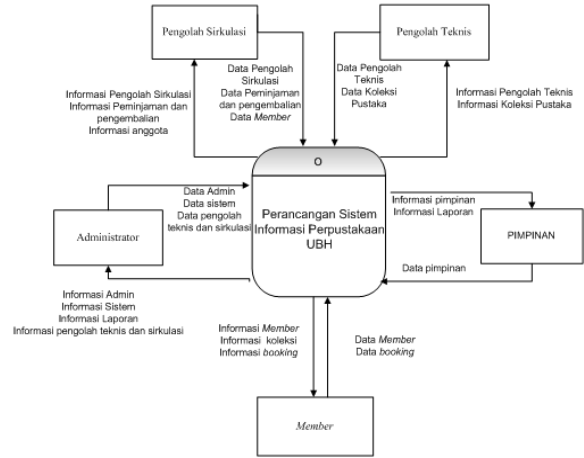 Pengolah Sirkulasi
Pengolah Teknis
Data Pengolah
Sirkulasi
Data Peminjaman
dan pengembalian
Data Member
Data Pengolah
Teknis
Data Koleksi
Pustaka
Informasi Pengolah Sirkulasi
Informasi Peminjaman dan
pengembalian
Informasi anggota
Informasi Pengolah Teknis
Informasi Koleksi Pustaka
O
Perancangan Sistem
Informasi Perpustakaan
UBH
Data Admin
Data sistem
Data pengolah
teknis dan sirkulasi
Administrator
Informasi pimpinan
Informasi Laporan
PIMPINAN
Data pimpinan
Informasi Admin
Informasi Sistem
Informasi Laporan
Informasi pengolah teknis dan sirkulasi
Informasi Member
Informasi koleksi
Informasi booking
Data Member
Data booking
Member